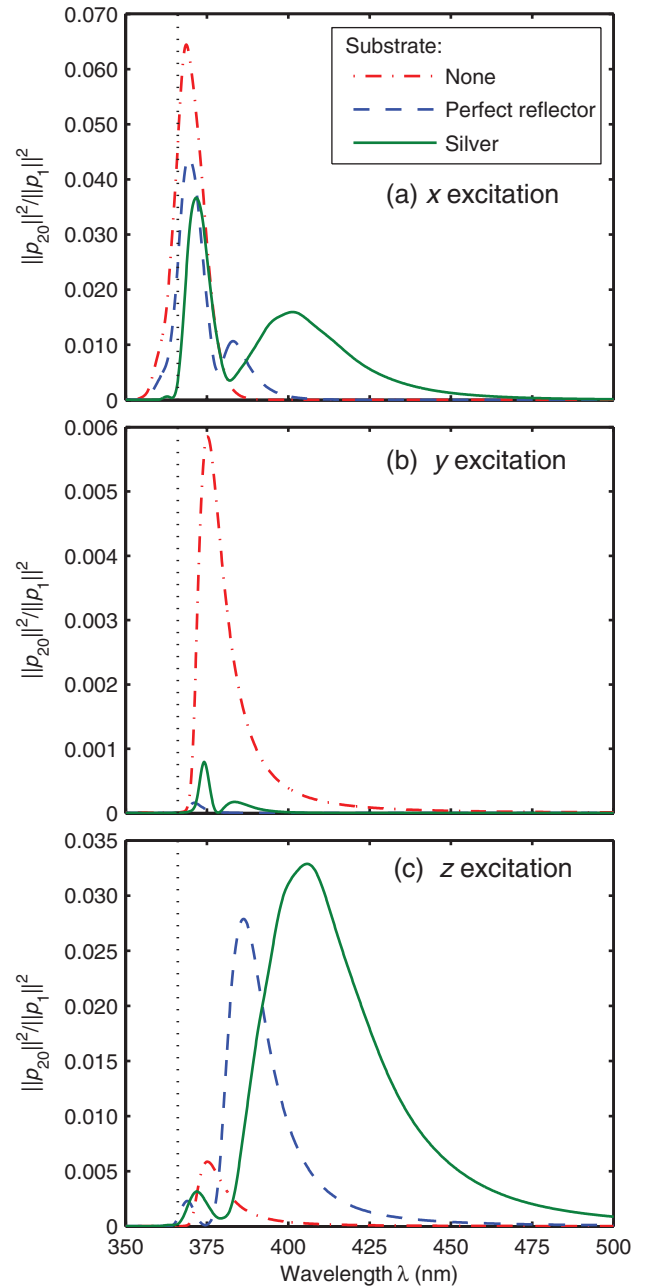 0.070
0.060
0.050
0.040
0.030
0.020
0.010
0
||p20||²/||p1||²
Substrate:
None
Perfect reflector
Silver
(a) x excitation
0.006
0.005
0.004
0.003
0.002
0.001
0
||p20||²/||p1||²
(b) y excitation
0.035
0.030
0.025
0.020
0.015
0.010
0.005
0
||p20||²/||p1||²
(c) z excitation
350 375 400 425 450 475 500
Wavelength λ (nm)